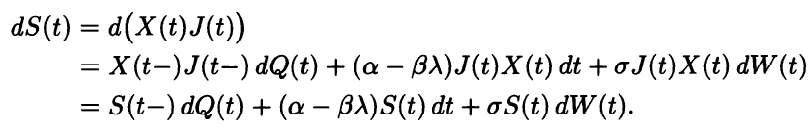 dS(t) = d(X(t)J(t))
= X(t−)J(t−) dQ(t) + (α − βλ)J(t)X(t) dt + σJ(t)X(t) dW(t)
= S(t−) dQ(t) + (α − βλ)S(t) dt + σS(t) dW(t).